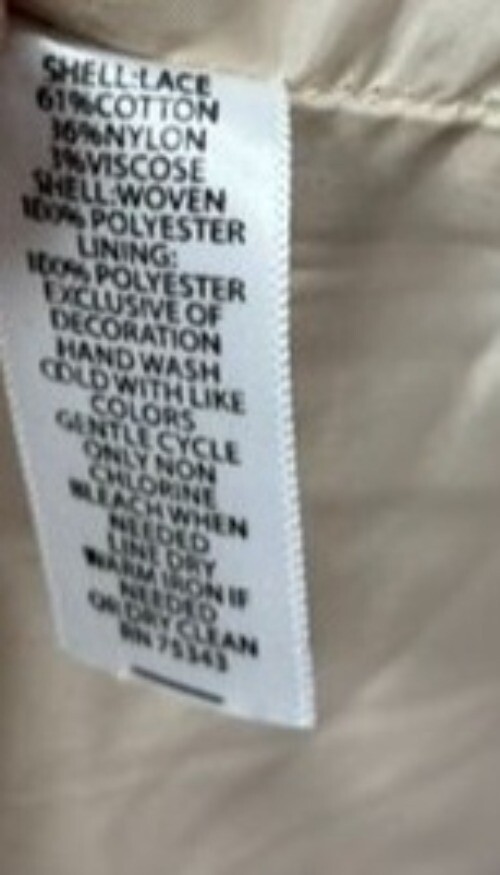 SHELL:LACE
61%COTTON
36%NYLON
3%VISCOSE
SHELL:WOVEN
100% POLYESTER
LINING:
100% POLYESTER
EXCLUSIVE OF
DECORATION
HAND WASH
COLD WITH LIKE
COLORS
GENTLE CYCLE
ONLY NON
CHLORINE
BLEACH WHEN
NEEDED
LINE DRY
WARM IRON IF
NEEDED
OR DRY CLEAN
RN 75343